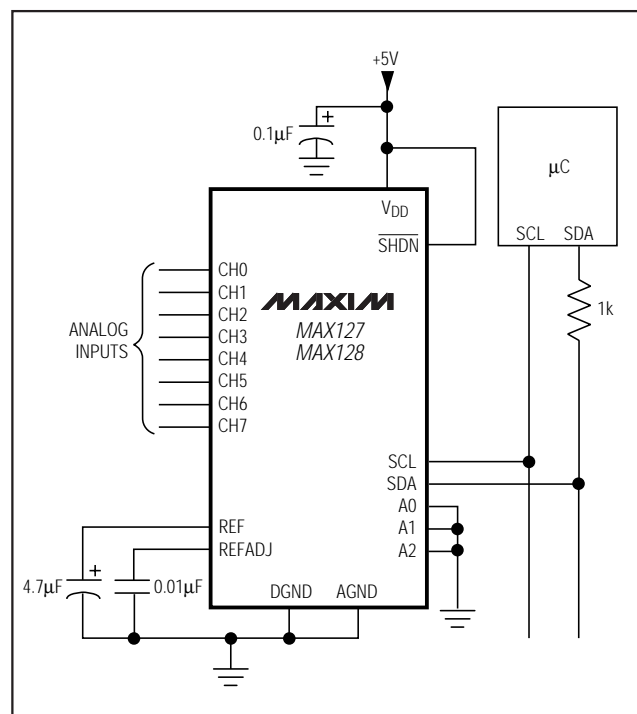 +5V
0.1µF
+
µC
SCL SDA
1k
VDD
SHDN
CH0
CH1
CH2
CH3
CH4
CH5
CH6
CH7
ANALOG
INPUTS
MAXIM
MAX127
MAX128
SCL
SDA
A0
A1
A2
REF
REFADJ
4.7µF
+
0.01µF
DGND AGND